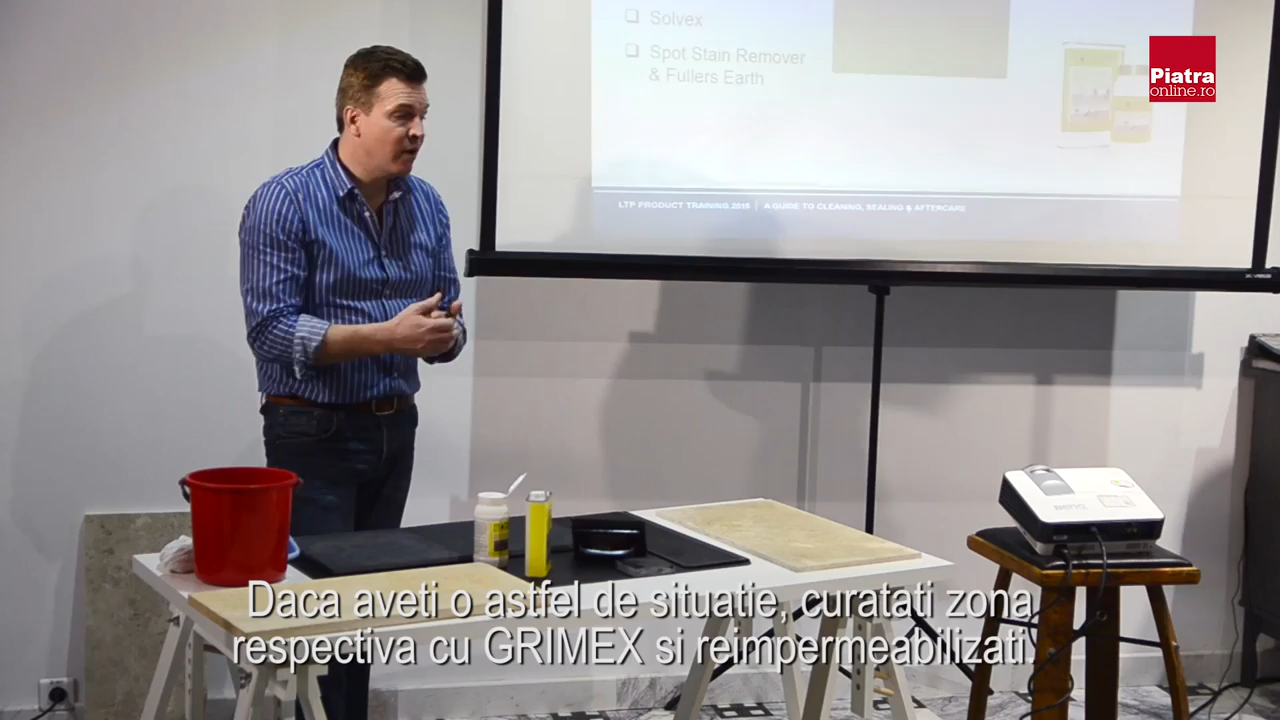 Solvex
Spot Stain Remover
& Fullers Earth
Piatra
online.ro
LTP PRODUCT TRAINING 2015 | A GUIDE TO CLEANING, SEALING & AFTERCARE
BENQ
Daca aveti o astfel de situatie, curatati zona
respectiva cu GRIMEX si reimpermeabilizati.